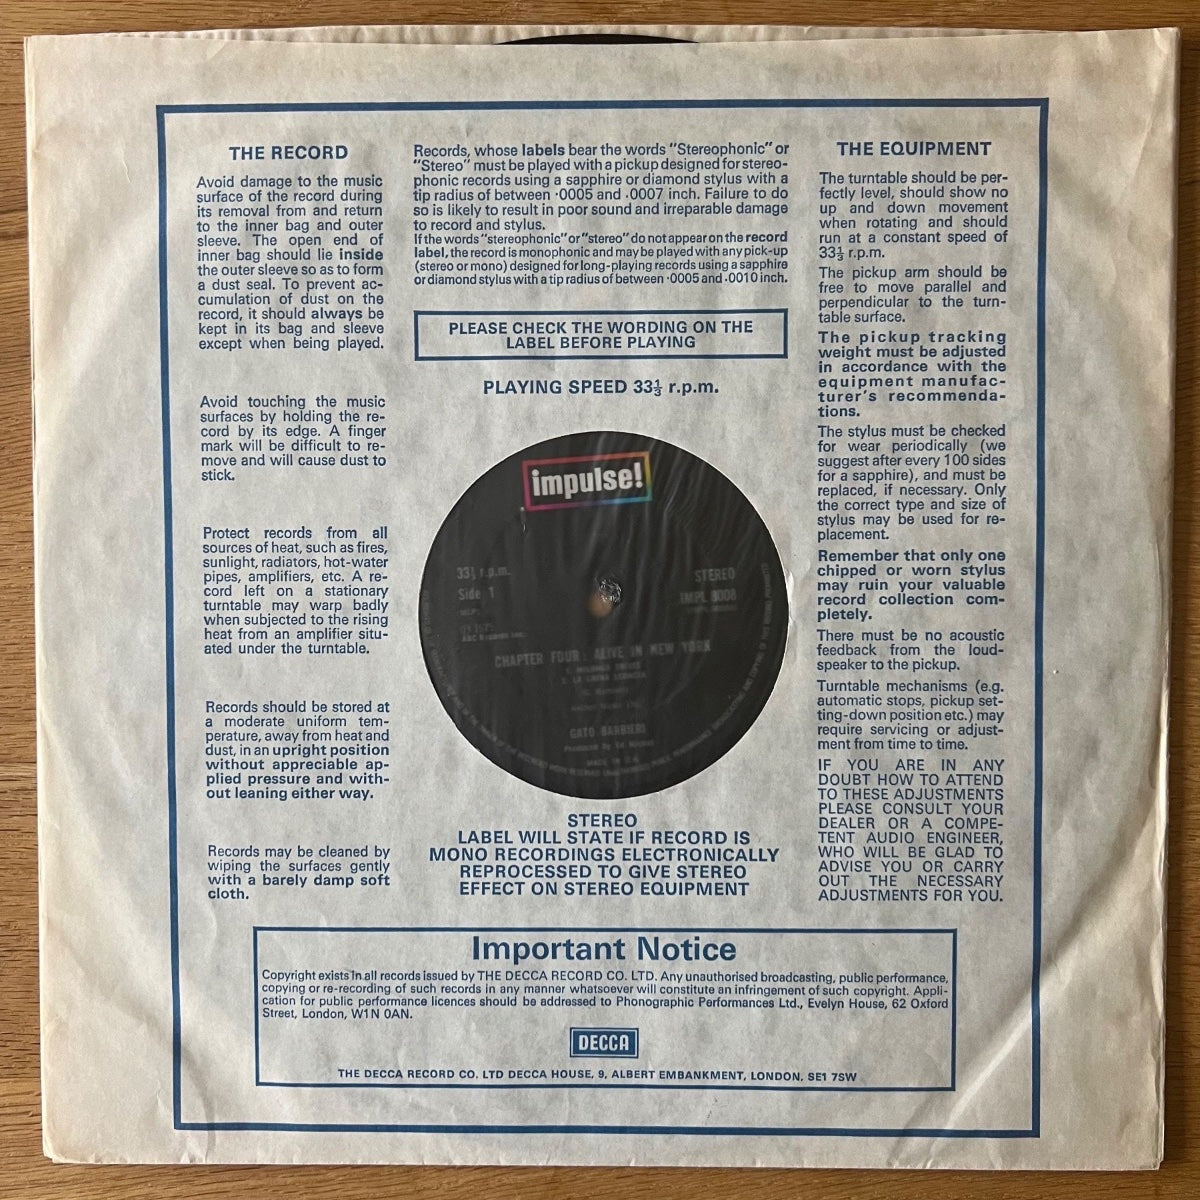 THE RECORD
Avoid damage to the music
surface of the record during
its removal from and return
to the inner bag and outer
sleeve. The open end of
inner bag should lie inside
the outer sleeve so as to form
a dust seal. To prevent ac-
cumulation of dust on the
record, it should always be
kept in its bag and sleeve
except when being played.
Avoid touching the music
surfaces by holding the re-
cord by its edge. A finger
mark will be difficult to re-
move and will cause dust to
stick.
Protect records from all
sources of heat, such as fires,
sunlight, radiators, hot-water
pipes, amplifiers, etc. A re-
cord left on a stationary
turntable may warp badly
when subjected to the rising
heat from an amplifier situ-
ated under the turntable.
Records should be stored at
a moderate uniform tem-
perature, away from heat and
dust, in an upright position
without appreciable ap-
plied pressure and with-
out leaning either way.
Records may be cleaned by
wiping the surfaces gently
with a barely damp soft
cloth.
Records, whose labels bear the words "Stereophonic" or
"Stereo" must be played with a pickup designed for stereo-
phonic records using a sapphire or diamond stylus with a
tip radius of between ·0005 and .0007 inch. Failure to do
so is likely to result in poor sound and irreparable damage
to record and stylus.
If the words "stereophonic" or "stereo" do not appear on the record
label, the record is monophonic and may be played with any pick-up
(stereo or mono) designed for long-playing records using a sapphire
or diamond stylus with a tip radius of between ·0005 and .0010 inch.
PLEASE CHECK THE WORDING ON THE
LABEL BEFORE PLAYING
PLAYING SPEED 33⅓ r.p.m.
impulse!
33⅓ r.p.m.
Side 1
ABC Records Inc.
STEREO
IMPL 8008
CHAPTER FOUR: ALIVE IN NEW YORK
2. LA CHINA LEONCIA
GATO BARBIERI
Produced by Ed Michel
MADE IN U.K.
STEREO
LABEL WILL STATE IF RECORD IS
MONO RECORDINGS ELECTRONICALLY
REPROCESSED TO GIVE STEREO
EFFECT ON STEREO EQUIPMENT
THE EQUIPMENT
The turntable should be per-
fectly level, should show no
up and down movement
when rotating and should
run at a constant speed of
33⅓ r.p.m.
The pickup arm should be
free to move parallel and
perpendicular to the turn-
table surface.
The pickup tracking
weight must be adjusted
in accordance with the
equipment manufac-
turer's recommenda-
tions.
The stylus must be checked
for wear periodically (we
suggest after every 100 sides
for a sapphire), and must be
replaced, if necessary. Only
the correct type and size of
stylus may be used for re-
placement.
Remember that only one
chipped or worn stylus
may ruin your valuable
record collection com-
pletely.
There must be no acoustic
feedback from the loud-
speaker to the pickup.
Turntable mechanisms (e.g.
automatic stops, pickup set-
ting-down position etc.) may
require servicing or adjust-
ment from time to time.
IF YOU ARE IN ANY
DOUBT HOW TO ATTEND
TO THESE ADJUSTMENTS
PLEASE CONSULT YOUR
DEALER OR A COMPE-
TENT AUDIO ENGINEER,
WHO WILL BE GLAD TO
ADVISE YOU OR CARRY
OUT THE NECESSARY
ADJUSTMENTS FOR YOU.
Important Notice
Copyright exists in all records issued by THE DECCA RECORD CO. LTD. Any unauthorised broadcasting, public performance,
copying or re-recording of such records in any manner whatsoever will constitute an infringement of such copyright. Appli-
cation for public performance licences should be addressed to Phonographic Performances Ltd., Evelyn House, 62 Oxford
Street, London, W1N 0AN.
DECCA
THE DECCA RECORD CO. LTD DECCA HOUSE, 9, ALBERT EMBANKMENT, LONDON, SE1 7SW